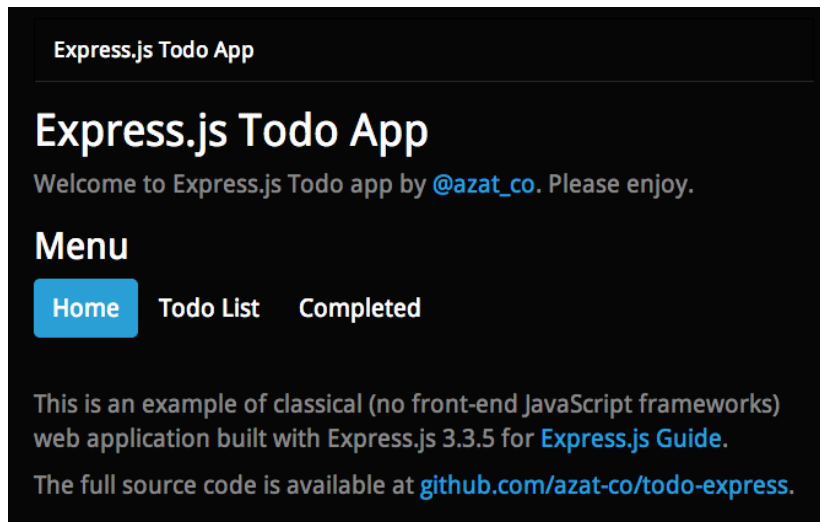 Express.js Todo App
Express.js Todo App
Welcome to Express.js Todo app by @azat_co. Please enjoy.
Menu
Home Todo List Completed
This is an example of classical (no front-end JavaScript frameworks)
web application built with Express.js 3.3.5 for Express.js Guide.
The full source code is available at github.com/azat-co/todo-express.